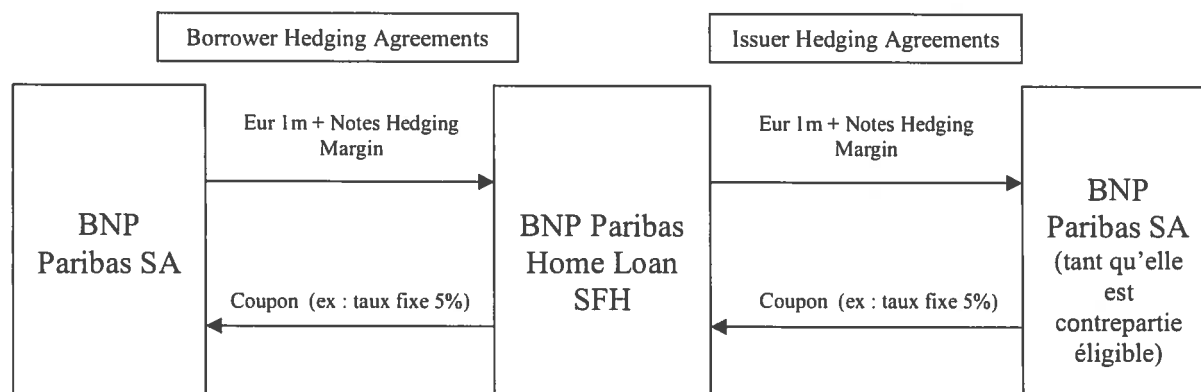 Borrower Hedging Agreements
Issuer Hedging Agreements
BNP
Paribas SA
Eur 1m + Notes Hedging
Margin
Coupon (ex : taux fixe 5%)
BNP Paribas
Home Loan
SFH
Eur 1m + Notes Hedging
Margin
Coupon (ex : taux fixe 5%)
BNP
Paribas SA
(tant qu'elle
est
contrepartie
éligible)